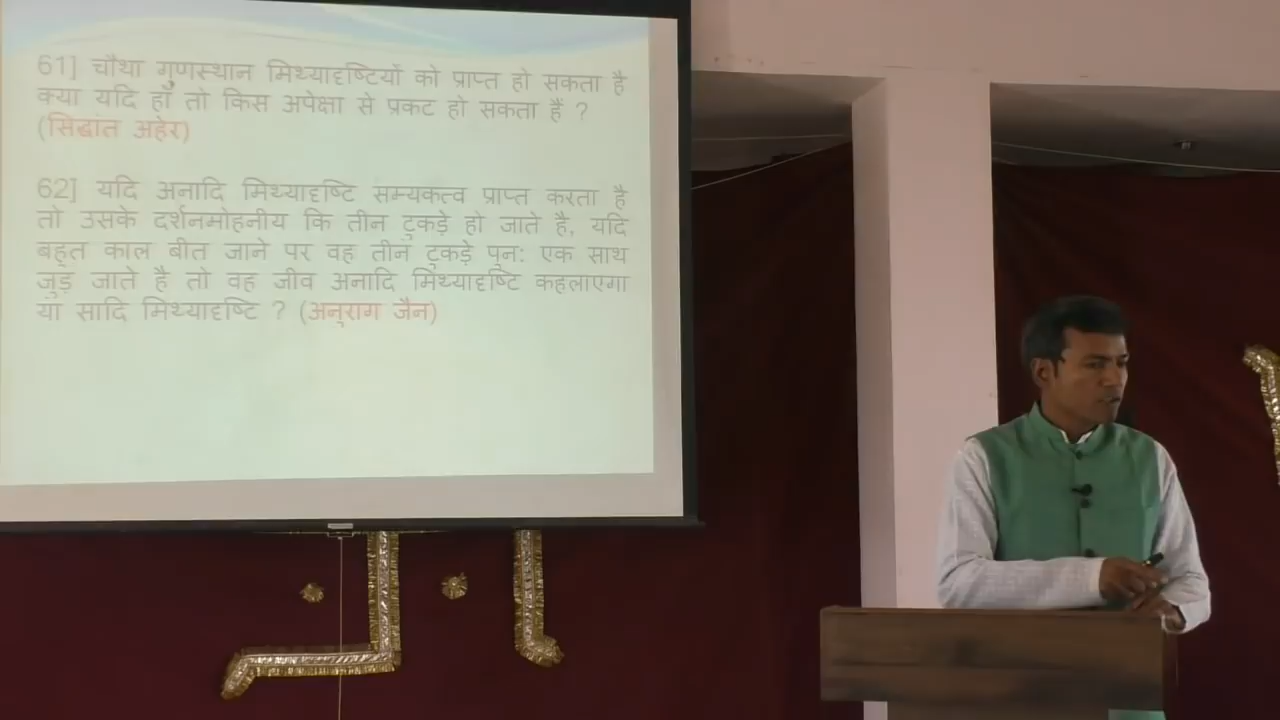 61] चौथा गुणस्थान मिथ्यादृष्टियों को प्राप्त हो सकता है
क्या यदि हाँ तो किस अपेक्षा से प्रकट हो सकता हैं ?
(सिद्धांत अहेर)
62] यदि अनादि मिथ्यादृष्टि सम्यकत्व प्राप्त करता है
तो उसके दर्शनमोहनीय कि तीन टुकड़े हो जाते है, यदि
बहुत काल बीत जाने पर वह तीन टुकड़े पुन: एक साथ
जुड़ जाते है तो वह जीव अनादि मिथ्यादृष्टि कहलाएगा
या सादि मिथ्यादृष्टि ? (अनुराग जैन)